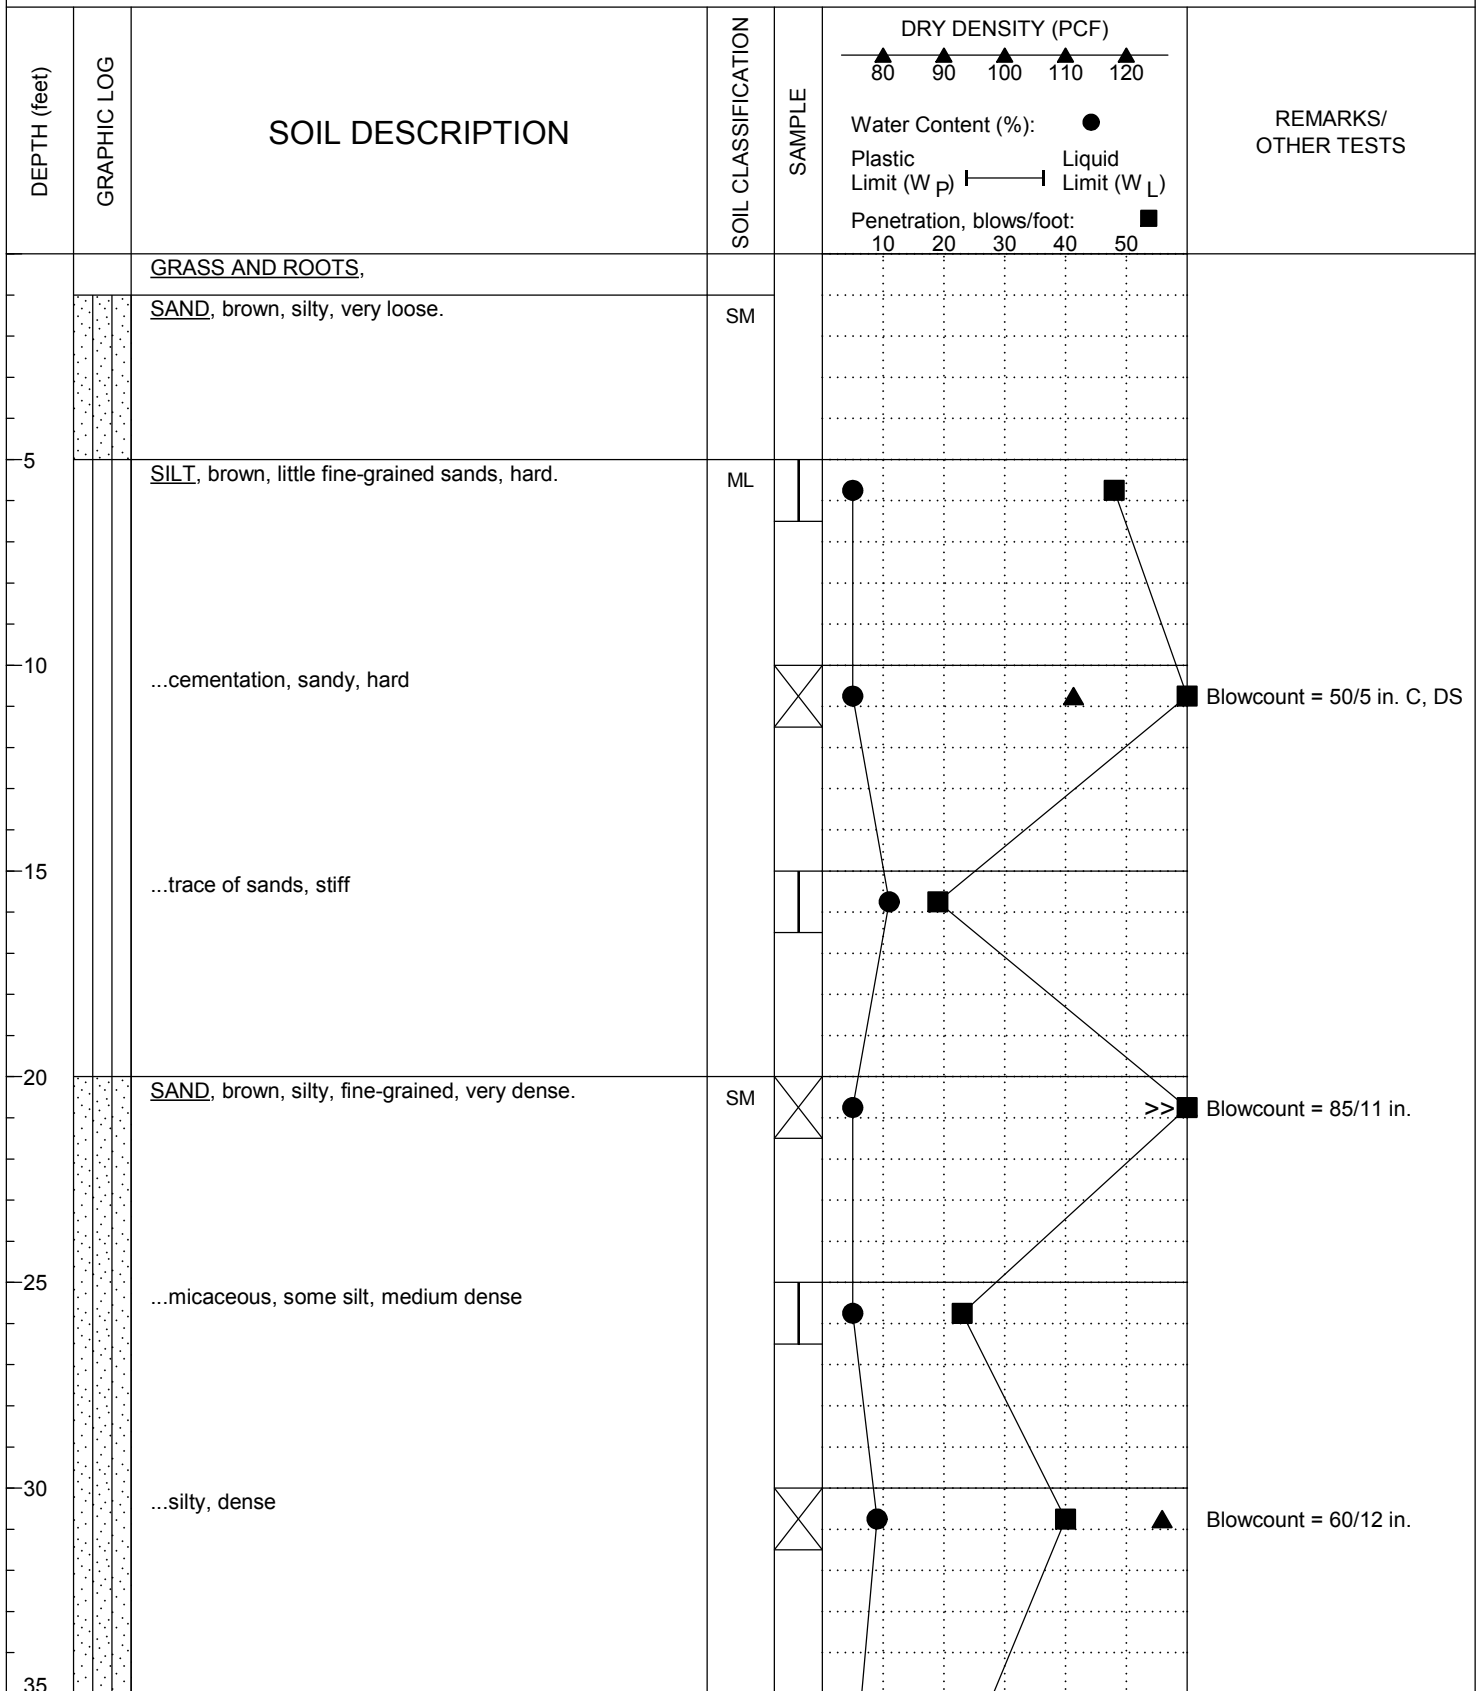 DEPTH (feet)
GRAPHIC LOG
SOIL DESCRIPTION
SOIL CLASSIFICATION
SAMPLE
DRY DENSITY (PCF)
80 90 100 110 120
Water Content (%):
Plastic Limit (W P)
Liquid Limit (W L)
Penetration, blows/foot:
10 20 30 40 50
REMARKS/
OTHER TESTS
GRASS AND ROOTS,
SAND, brown, silty, very loose.
SM
5
SILT, brown, little fine-grained sands, hard.
ML
10
...cementation, sandy, hard
Blowcount = 50/5 in. C, DS
15
...trace of sands, stiff
20
SAND, brown, silty, fine-grained, very dense.
SM
>>
Blowcount = 85/11 in.
25
...micaceous, some silt, medium dense
30
...silty, dense
Blowcount = 60/12 in.
35